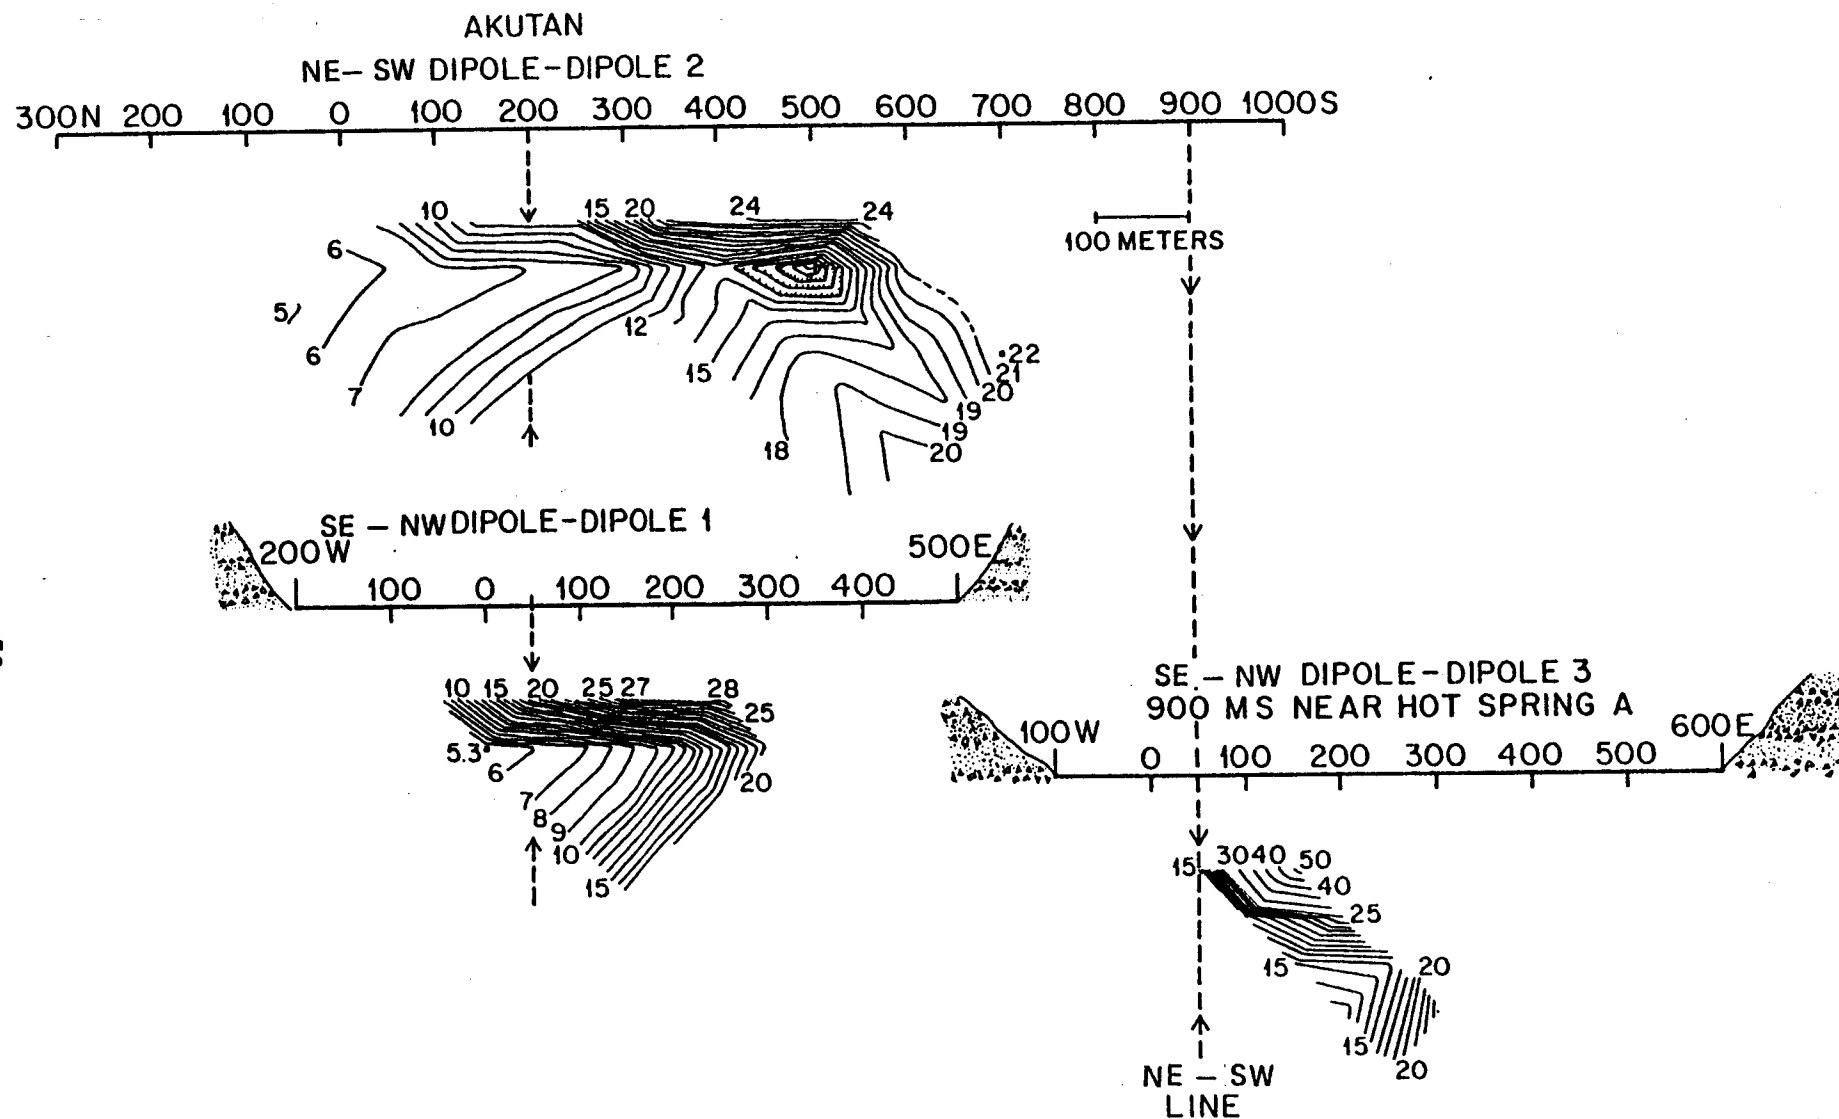 AKUTAN
NE – SW DIPOLE – DIPOLE 2
300N 200 100 0 100 200 300 400 500 600 700 800 900 1000S
10 15 20 24 24
100 METERS
6
5
6
12
7
15
10
18
22
21
20
19
19
20
SE – NW DIPOLE – DIPOLE 1
200W 500E
100 0 100 200 300 400
10 15 20 25 27 28
25
5.3
6
20
7
8
9
10
15
SE – NW DIPOLE – DIPOLE 3
900 MS NEAR HOT SPRING A
100W 600E
0 100 200 300 400 500
15 30 40 50
40
25
15
20
15
20
NE – SW
LINE